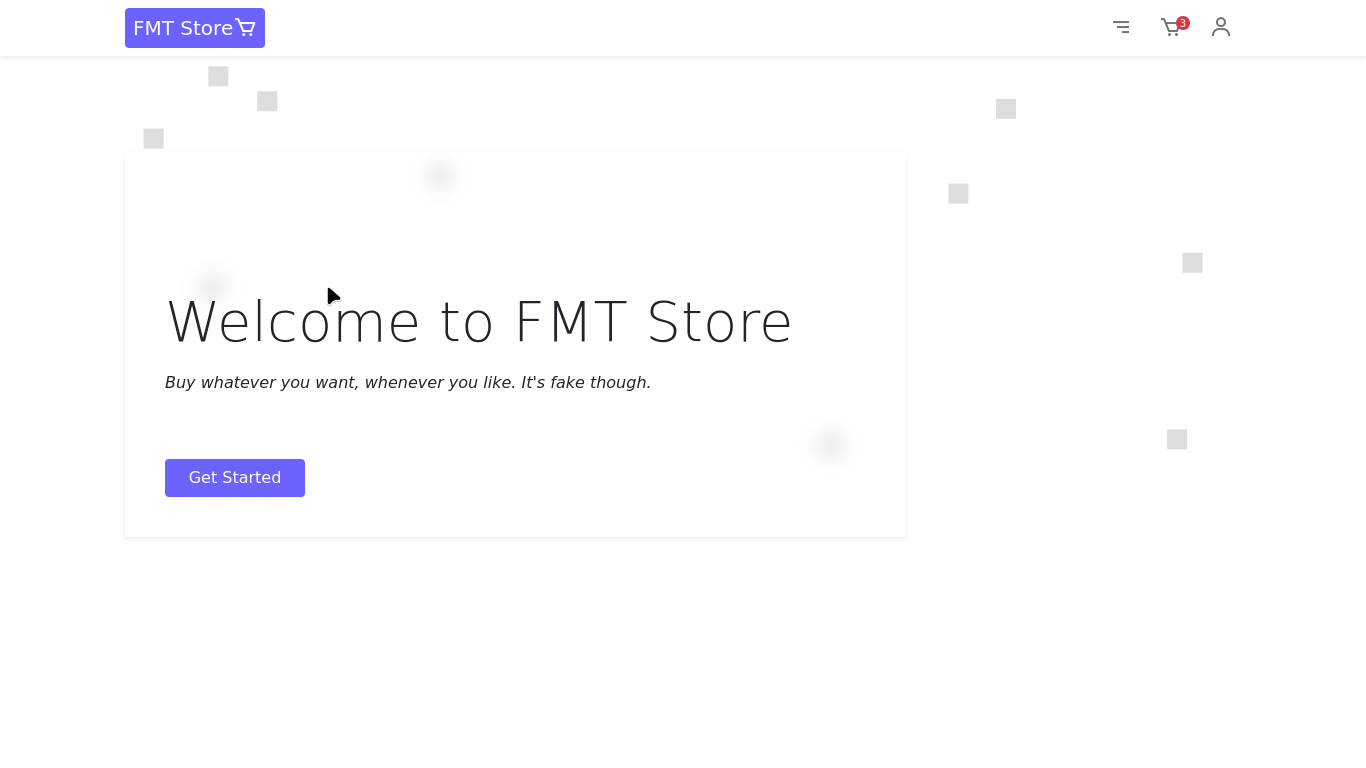 FMT Store
3
Welcome to FMT Store
Buy whatever you want, whenever you like. It's fake though.
Get Started